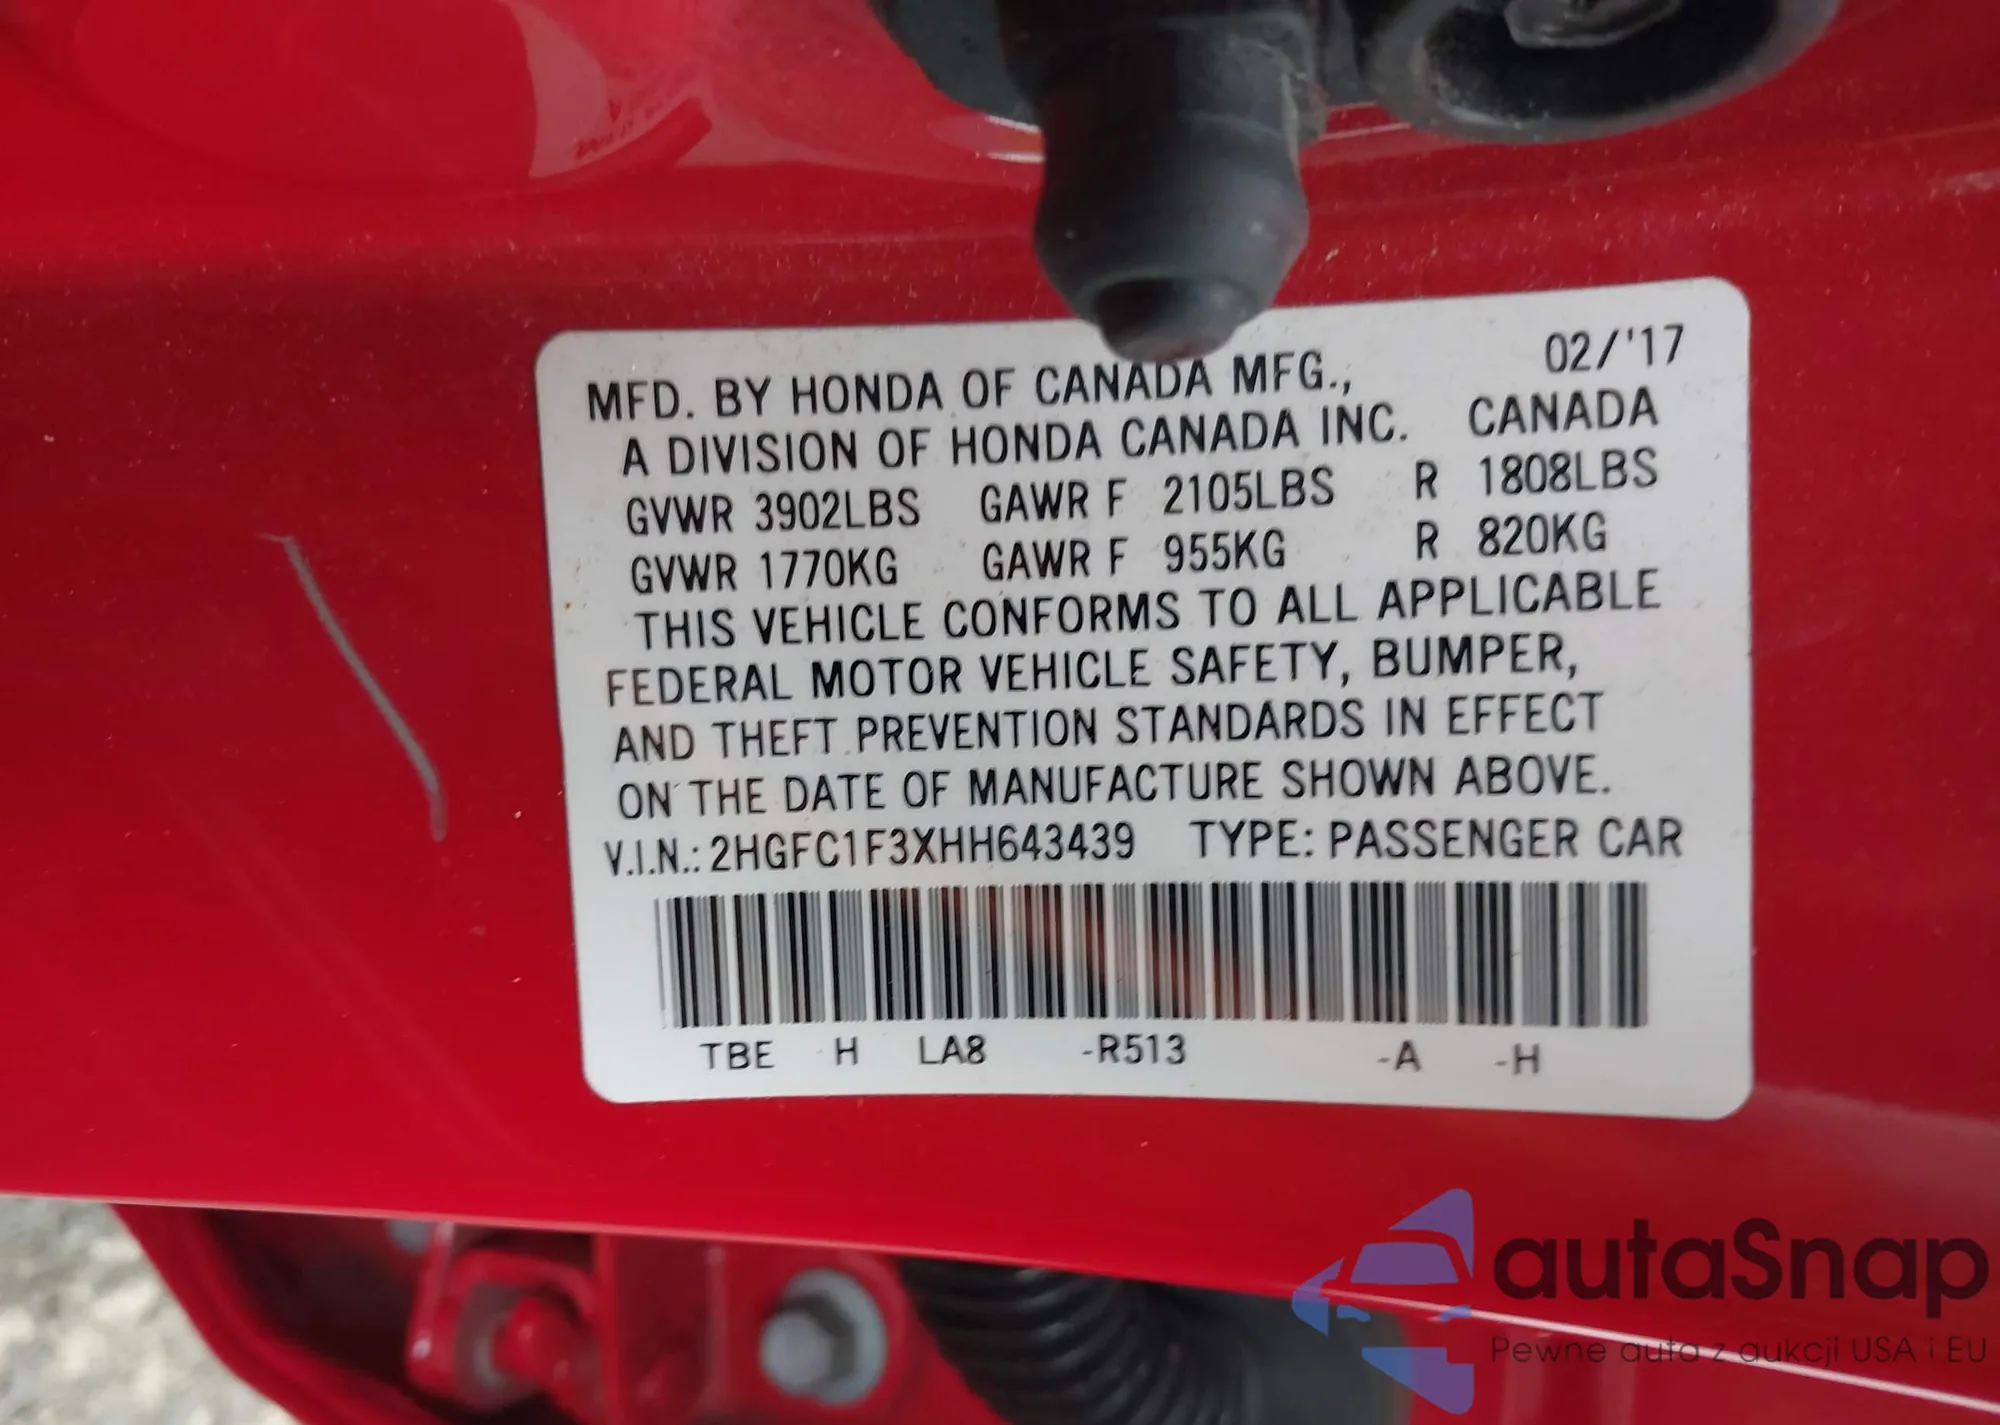 02/'17
MFD. BY HONDA OF CANADA MFG.,
A DIVISION OF HONDA CANADA INC. CANADA
GVWR 3902LBS GAWR F 2105LBS R 1808LBS
GVWR 1770KG GAWR F 955KG R 820KG
THIS VEHICLE CONFORMS TO ALL APPLICABLE
FEDERAL MOTOR VEHICLE SAFETY, BUMPER,
AND THEFT PREVENTION STANDARDS IN EFFECT
ON THE DATE OF MANUFACTURE SHOWN ABOVE.
V.I.N.: 2HGFC1F3XHH643439 TYPE: PASSENGER CAR
TBE H LA8 -R513 -A -H
autaSnap
Pewne auta z aukcji USA i EU